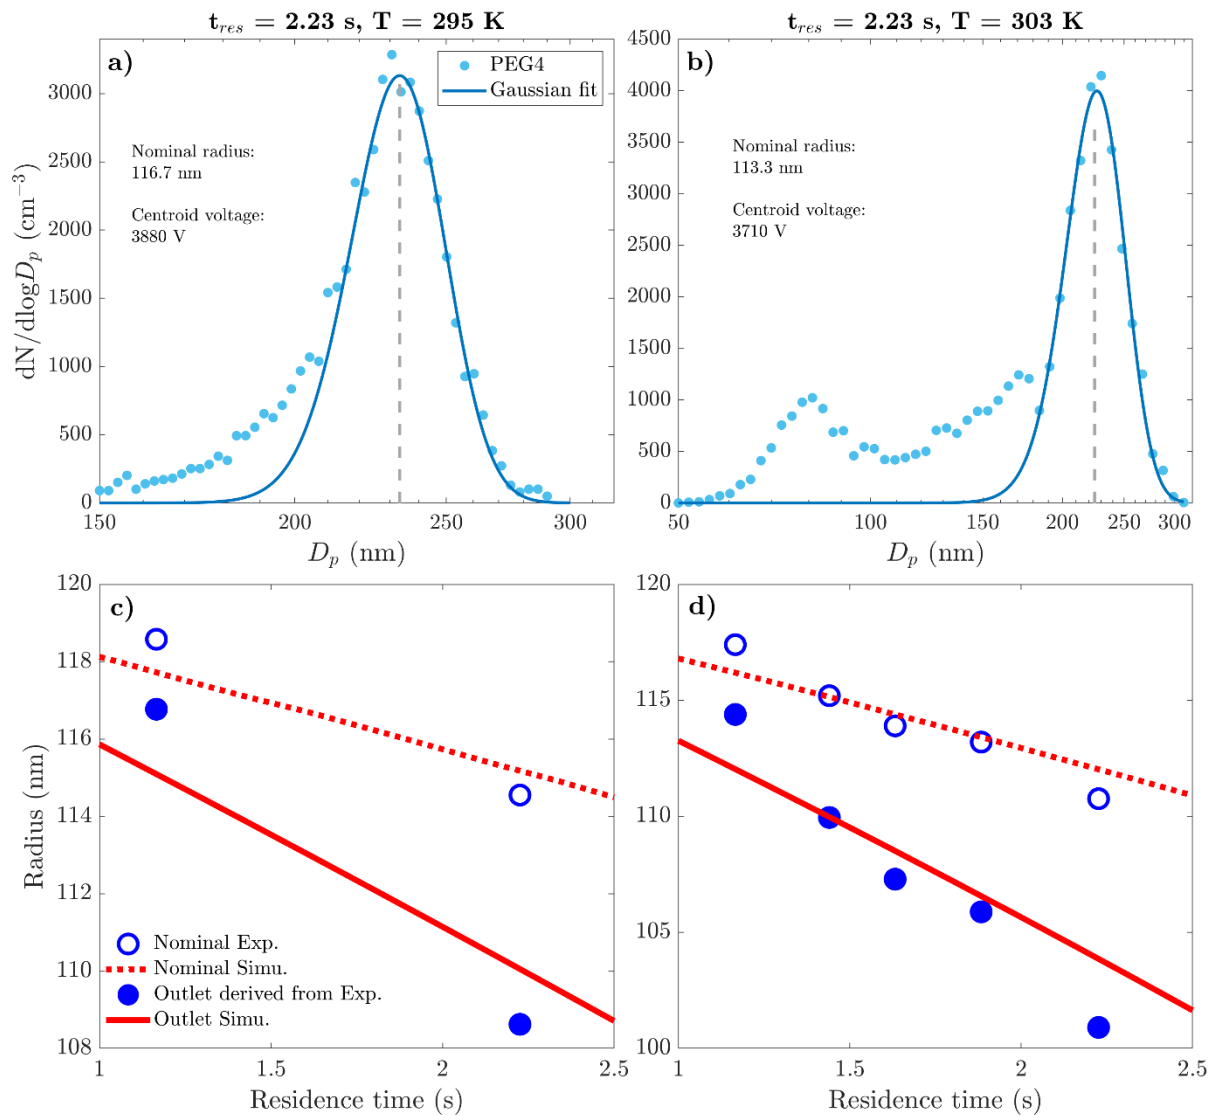 t_res = 2.23 s, T = 295 K
a)
PEG4
Gaussian fit
Nominal radius:
116.7 nm
Centroid voltage:
3880 V
dN/dlogD_p (cm⁻³)
3000
2500
2000
1500
1000
500
0
150
200
250
300
D_p (nm)
t_res = 2.23 s, T = 303 K
b)
Nominal radius:
113.3 nm
Centroid voltage:
3710 V
4500
4000
3500
3000
2500
2000
1500
1000
500
0
50
100
150
200
250
300
D_p (nm)
c)
Radius (nm)
120
118
116
114
112
110
108
Nominal Exp.
Nominal Simu.
Outlet derived from Exp.
Outlet Simu.
1
1.5
2
2.5
Residence time (s)
d)
120
115
110
105
100
1
1.5
2
2.5
Residence time (s)